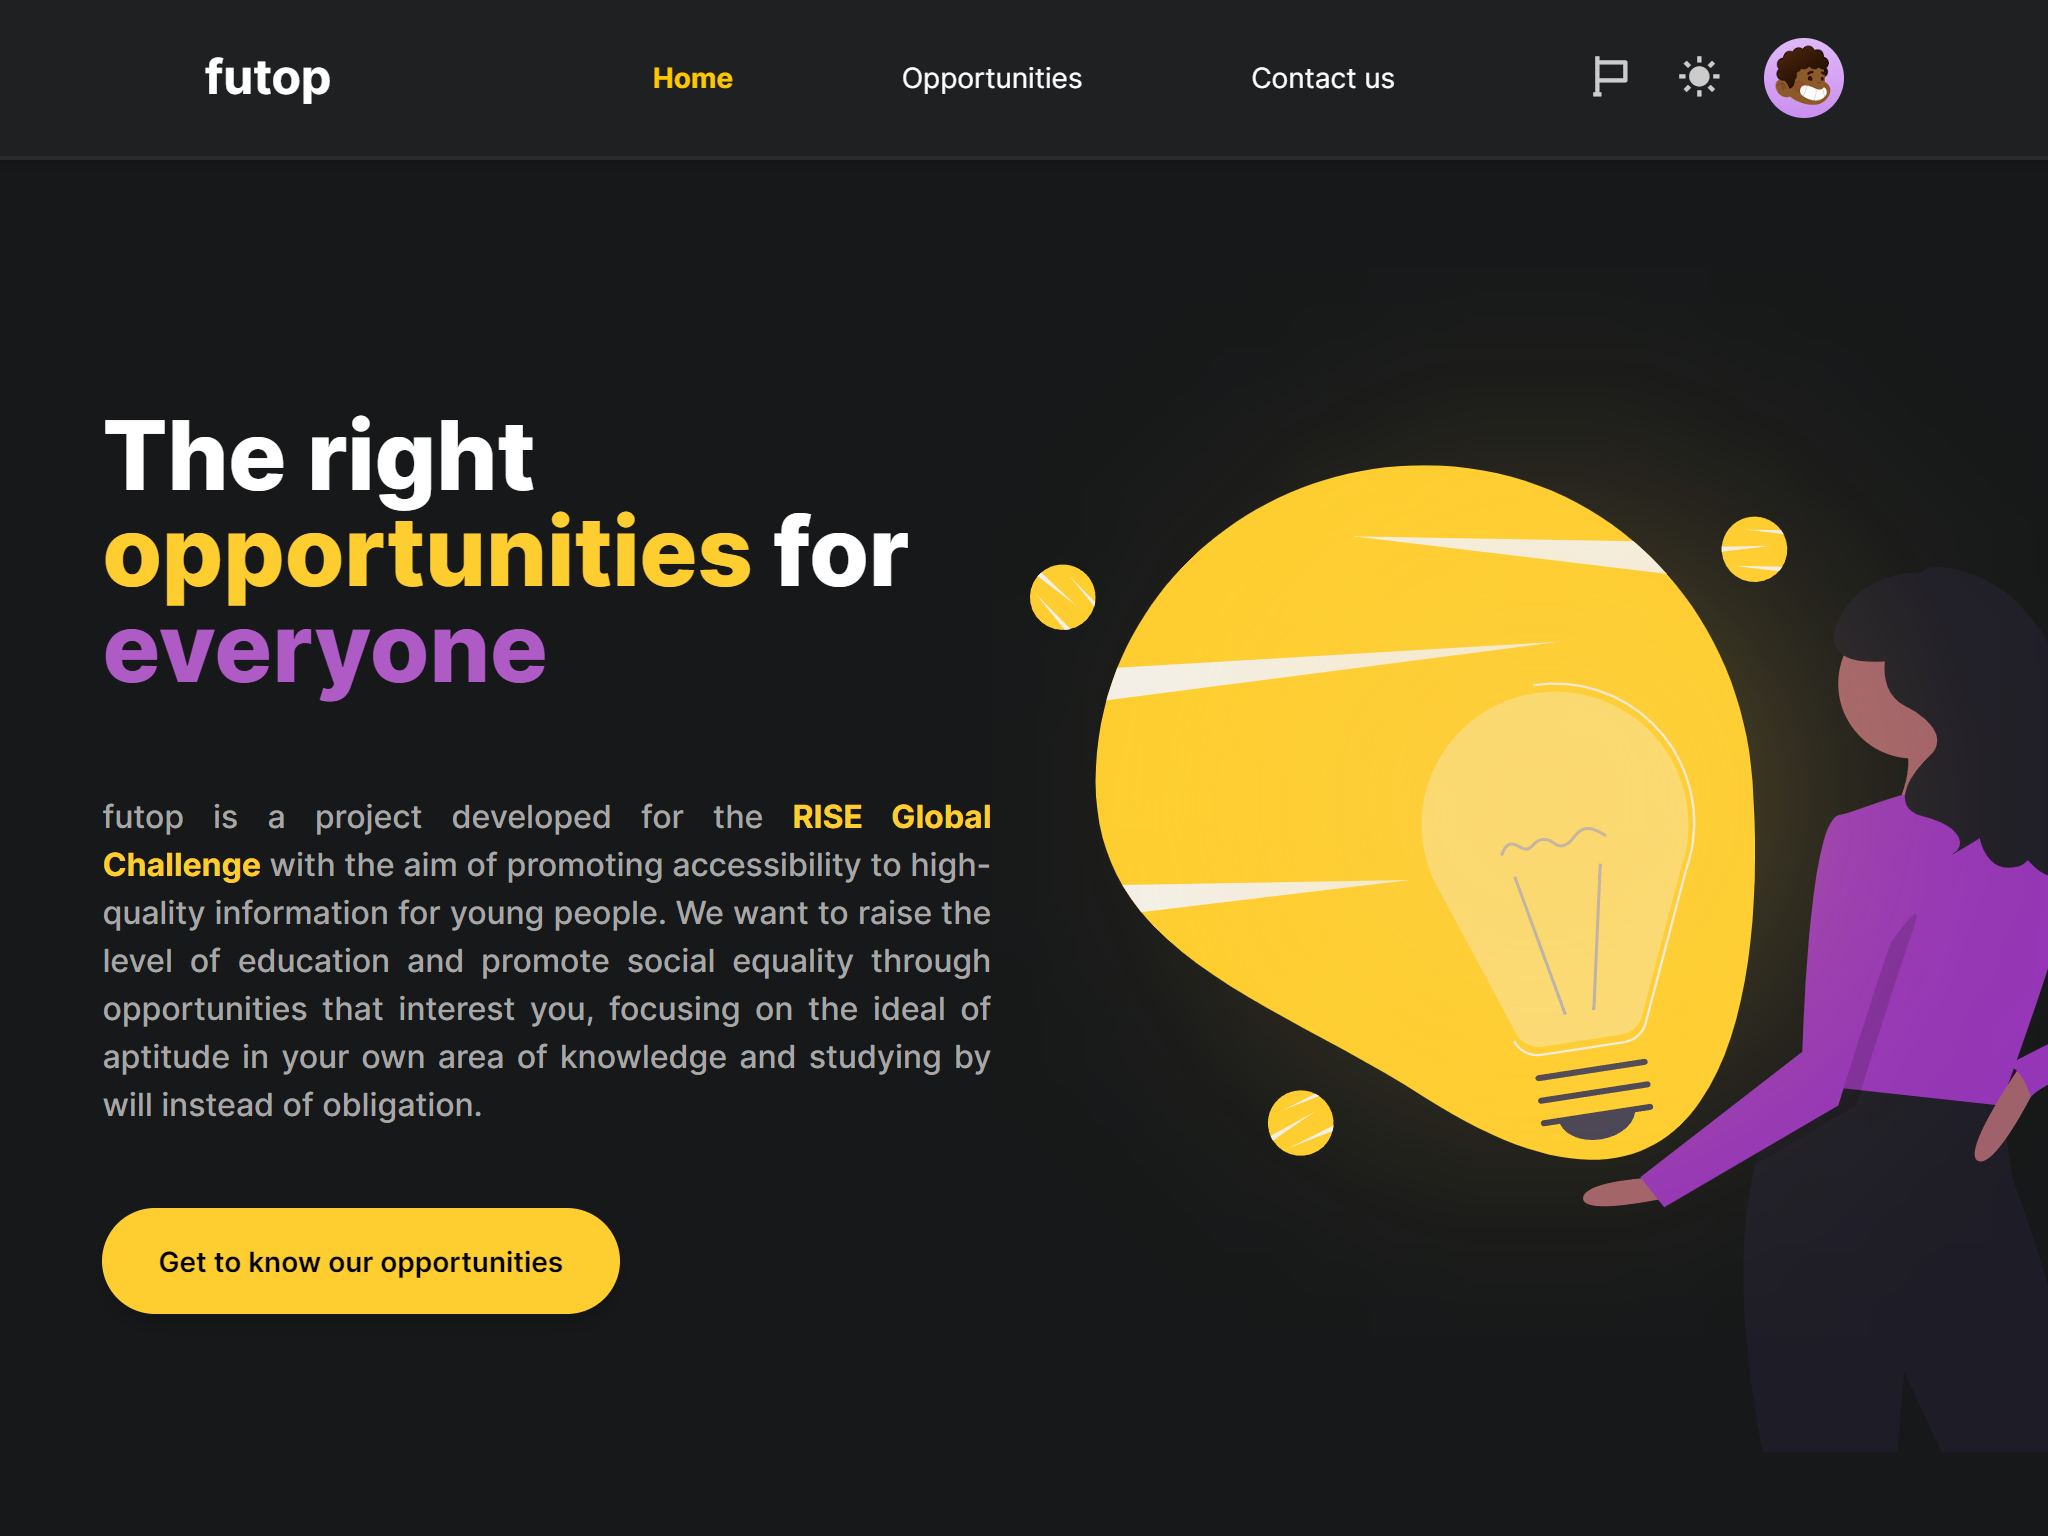 futop
Home
Opportunities
Contact us
The right
opportunities for
everyone
futop is a project developed for the RISE Global
Challenge with the aim of promoting accessibility to high-
quality information for young people. We want to raise the
level of education and promote social equality through
opportunities that interest you, focusing on the ideal of
aptitude in your own area of knowledge and studying by
will instead of obligation.
Get to know our opportunities